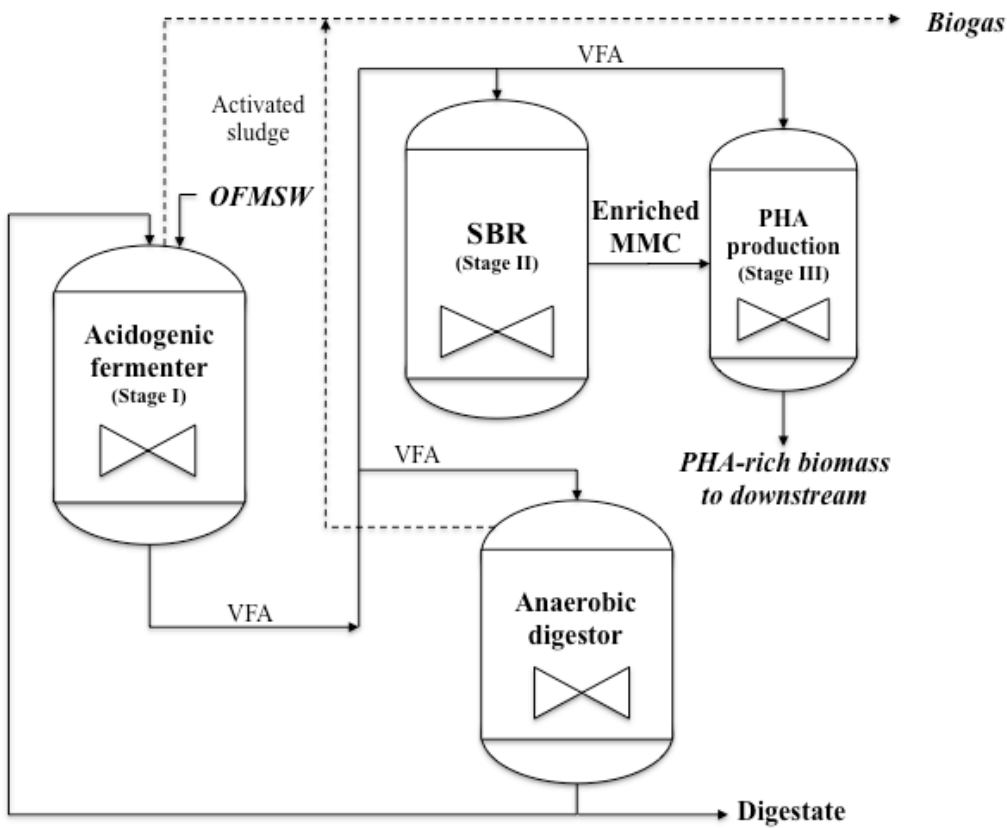 Biogas
VFA
Activated
sludge
OFMSW
SBR
(Stage II)
Enriched
MMC
PHA
production
(Stage III)
Acidogenic
fermenter
(Stage I)
VFA
PHA-rich biomass
to downstream
VFA
Anaerobic
digestor
Digestate